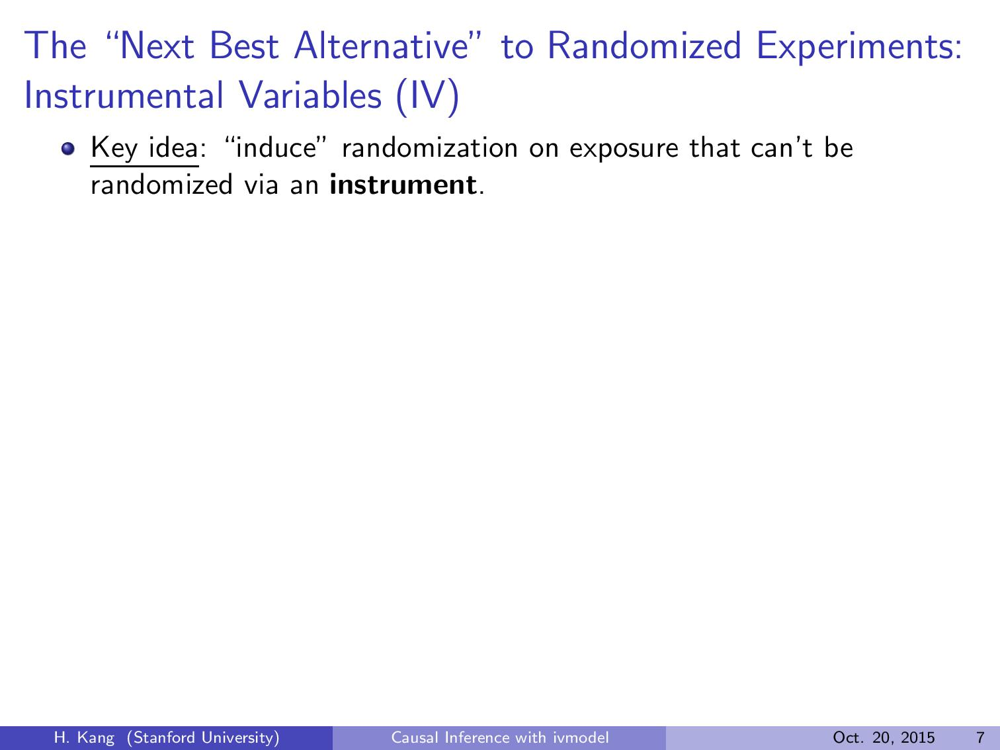 The “Next Best Alternative” to Randomized Experiments:
Instrumental Variables (IV)
Key idea: “induce” randomization on exposure that can’t be
randomized via an instrument.
H. Kang (Stanford University)
Causal Inference with ivmodel
Oct. 20, 2015
7